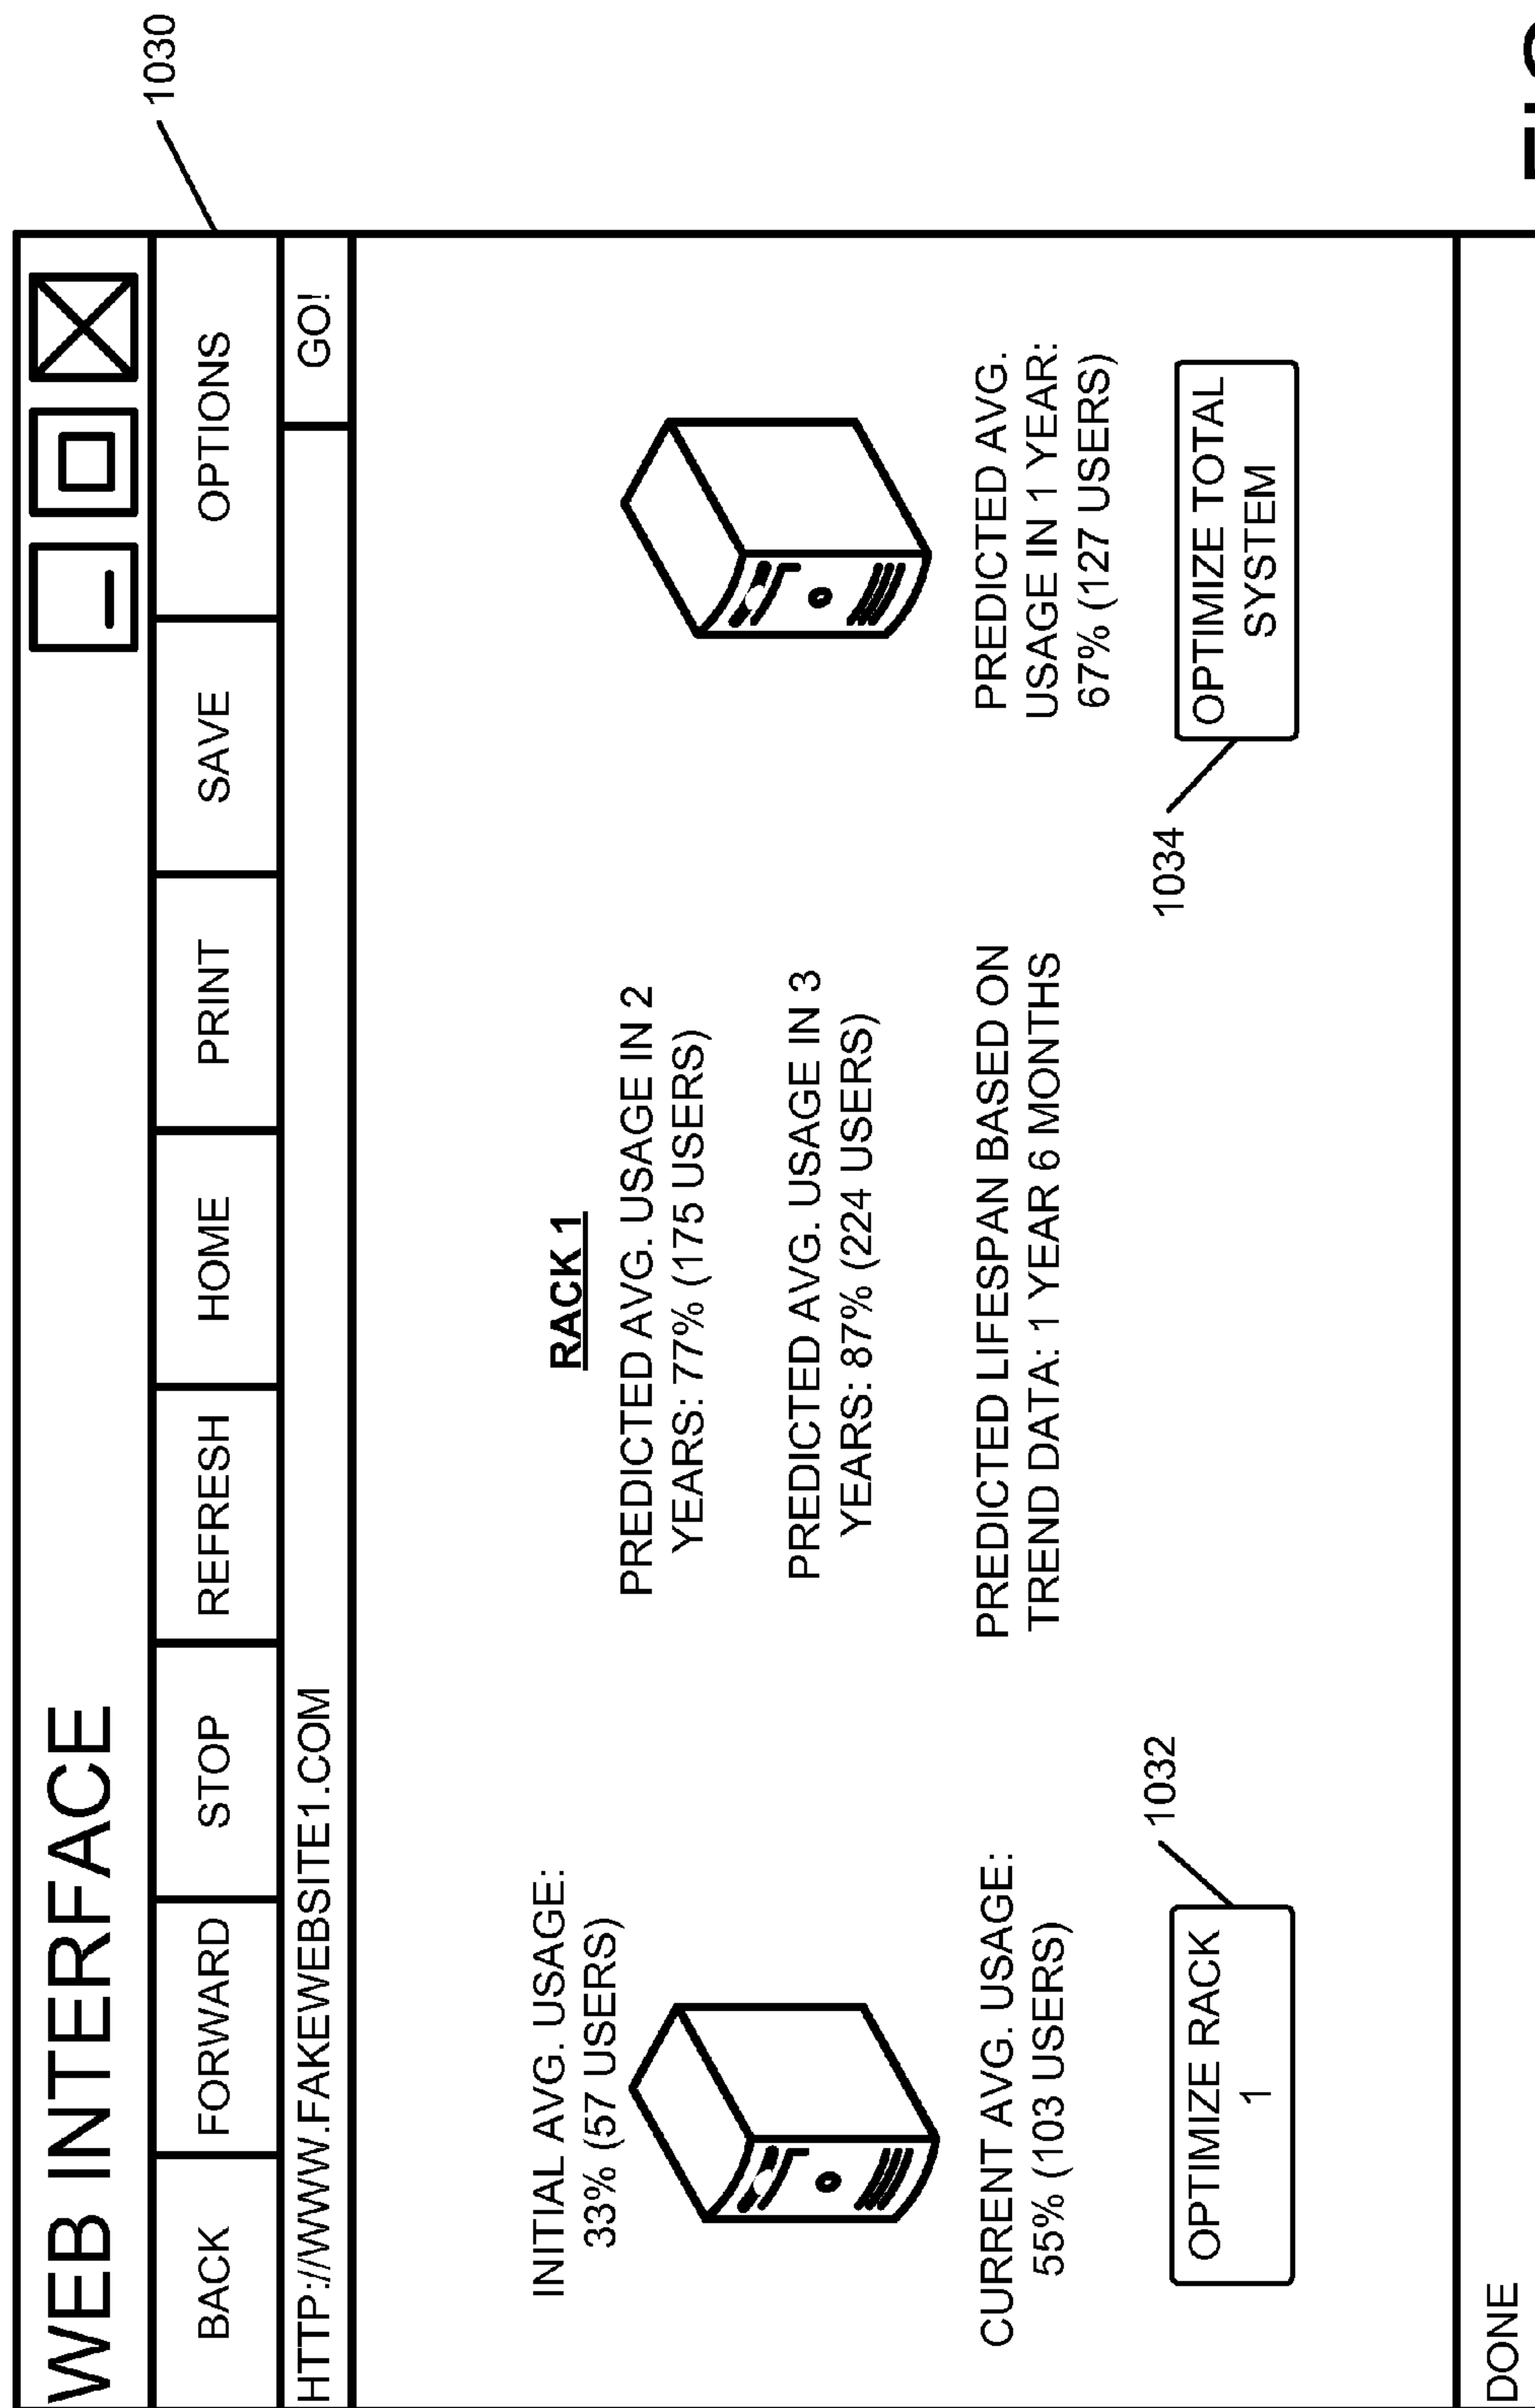 1030
WEB INTERFACE
BACK
FORWARD
STOP
REFRESH
HOME
PRINT
SAVE
OPTIONS
HTTP://WWW.FAKEWEBSITE1.COM
GO!
INITIAL AVG. USAGE:
33% (57 USERS)
CURRENT AVG. USAGE:
55% (103 USERS)
RACK 1
PREDICTED AVG. USAGE IN 2
YEARS: 77% (175 USERS)
PREDICTED AVG. USAGE IN 3
YEARS: 87% (224 USERS)
PREDICTED LIFESPAN BASED ON
TREND DATA: 1 YEAR 6 MONTHS
PREDICTED AVG.
USAGE IN 1 YEAR:
67% (127 USERS)
1032
OPTIMIZE RACK
1
1034
OPTIMIZE TOTAL
SYSTEM
DONE